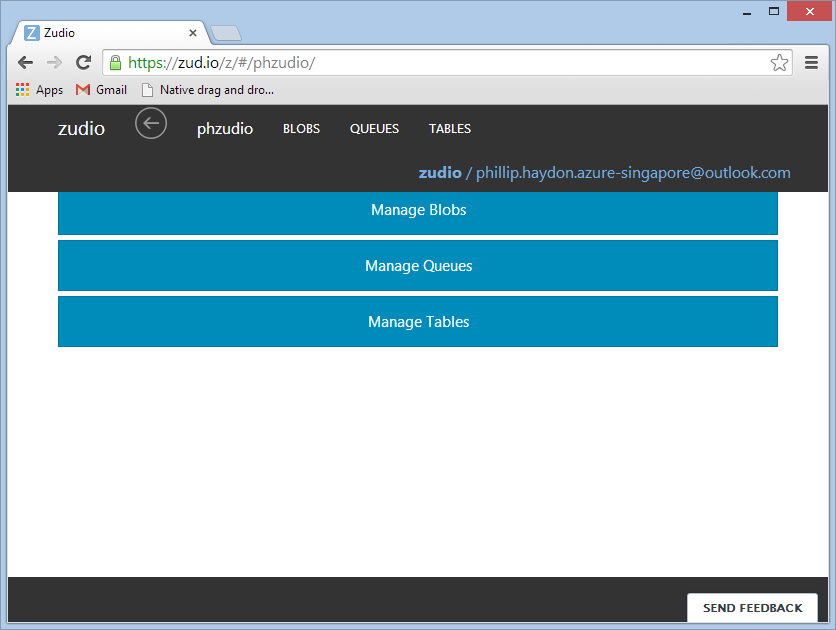 Zudio
https://zud.io/z/#/phzudio/
Apps Gmail Native drag and dro...
zudio phzudio BLOBS QUEUES TABLES
zudio / phillip.haydon.azure-singapore@outlook.com
Manage Blobs
Manage Queues
Manage Tables
SEND FEEDBACK